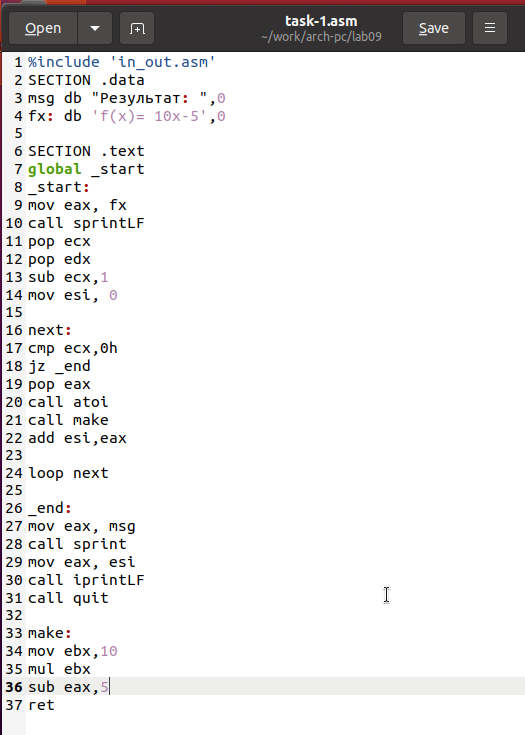 Open
task-1.asm
~/work/arch-pc/lab09
Save
1 %include 'in_out.asm'
2 SECTION .data
3 msg db "Результат: ",0
4 fx: db 'f(x)= 10x-5',0
5
6 SECTION .text
7 global _start
8 _start:
9 mov eax, fx
10 call sprintLF
11 pop ecx
12 pop edx
13 sub ecx,1
14 mov esi, 0
15
16 next:
17 cmp ecx,0h
18 jz _end
19 pop eax
20 call atoi
21 call make
22 add esi,eax
23
24 loop next
25
26 _end:
27 mov eax, msg
28 call sprint
29 mov eax, esi
30 call iprintLF
31 call quit
32
33 make:
34 mov ebx,10
35 mul ebx
36 sub eax,5
37 ret